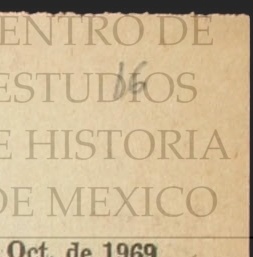 ENTRO DE
ESTUDIOS
16
E HISTORIA
DE MEXICO
Oct. de 1969